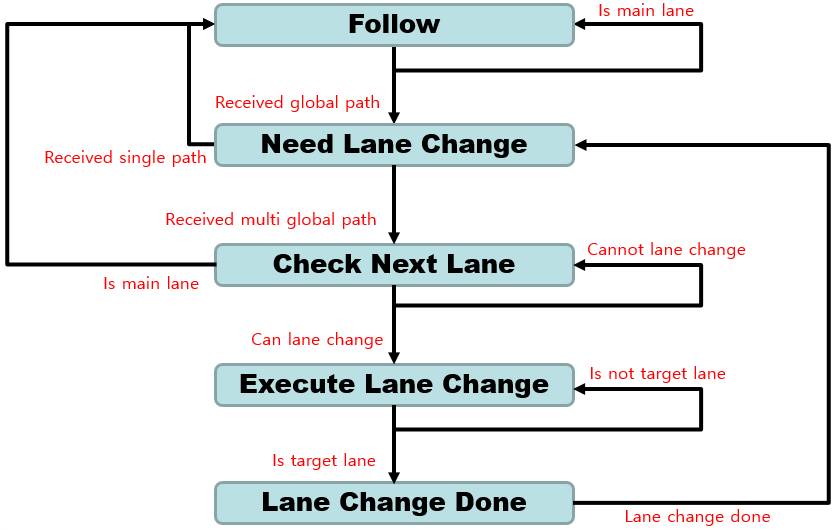 Is main lane
Follow
Received global path
Need Lane Change
Received single path
Received multi global path
Cannot lane change
Check Next Lane
Is main lane
Can lane change
Is not target lane
Execute Lane Change
Is target lane
Lane Change Done
Lane change done